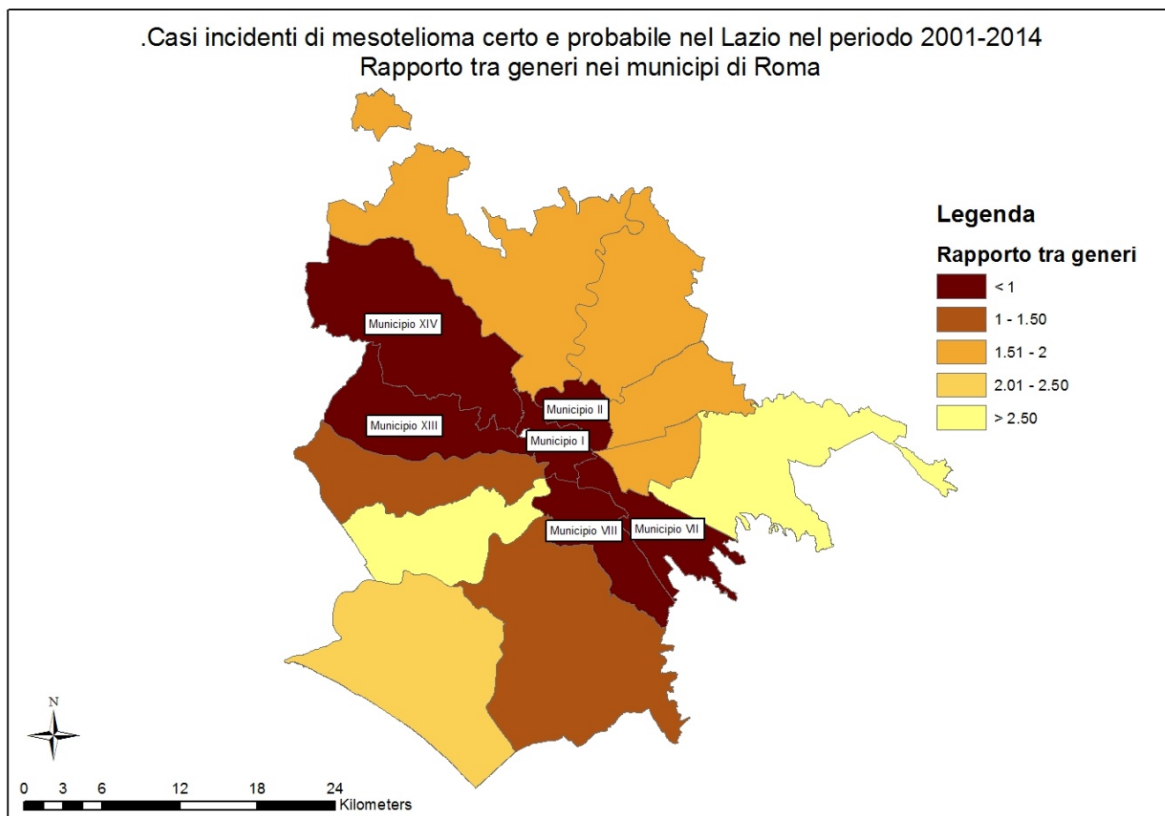 .Casi incidenti di mesotelioma certo e probabile nel Lazio nel periodo 2001-2014
Rapporto tra generi nei municipi di Roma
Legenda
Rapporto tra generi
< 1
1 - 1.50
1.51 - 2
2.01 - 2.50
> 2.50
Municipio XIV
Municipio II
Municipio XIII
Municipio I
Municipio VIII
Municipio VII
N
0 3 6 12 18 24
Kilometers